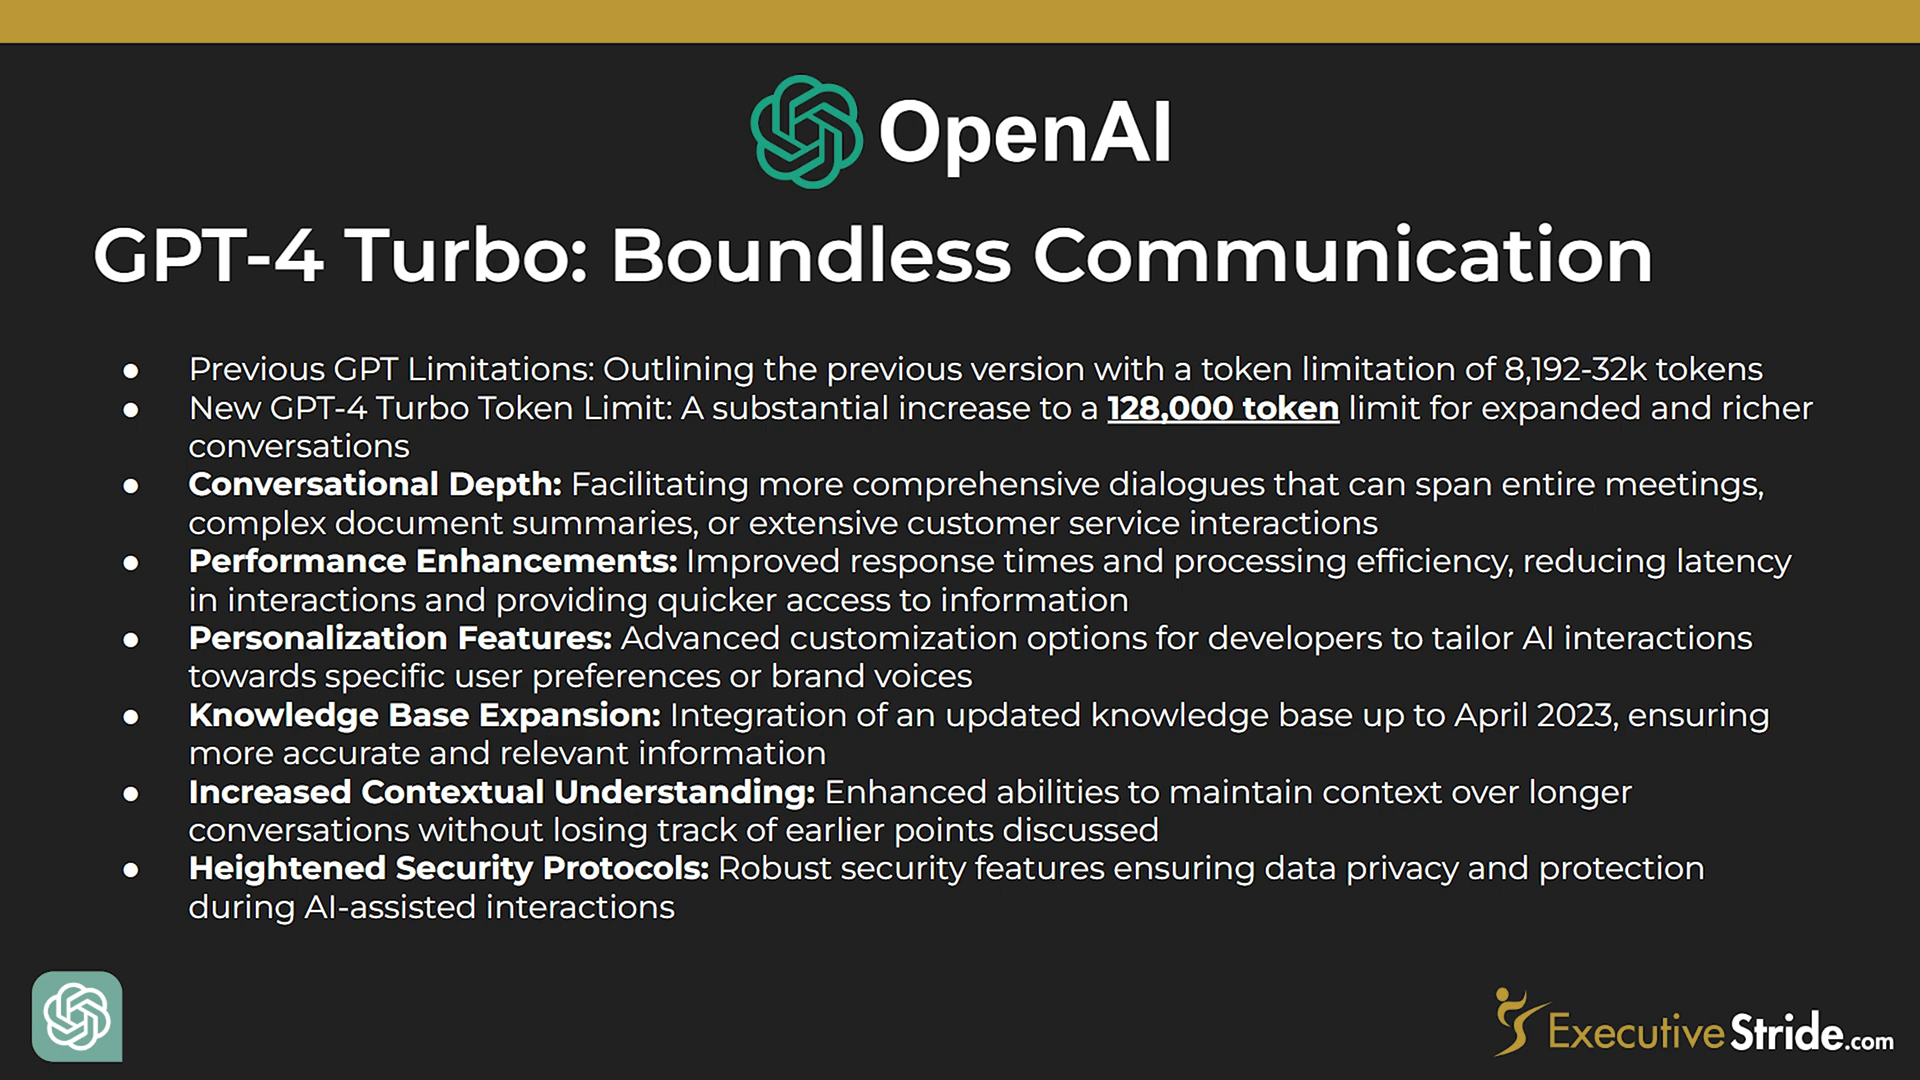 OpenAI
GPT-4 Turbo: Boundless Communication
● Previous GPT Limitations: Outlining the previous version with a token limitation of 8,192-32k tokens
● New GPT-4 Turbo Token Limit: A substantial increase to a 128,000 token limit for expanded and richer
conversations
● Conversational Depth: Facilitating more comprehensive dialogues that can span entire meetings,
complex document summaries, or extensive customer service interactions
● Performance Enhancements: Improved response times and processing efficiency, reducing latency
in interactions and providing quicker access to information
● Personalization Features: Advanced customization options for developers to tailor AI interactions
towards specific user preferences or brand voices
● Knowledge Base Expansion: Integration of an updated knowledge base up to April 2023, ensuring
more accurate and relevant information
● Increased Contextual Understanding: Enhanced abilities to maintain context over longer
conversations without losing track of earlier points discussed
● Heightened Security Protocols: Robust security features ensuring data privacy and protection
during AI-assisted interactions
ExecutiveStride.com